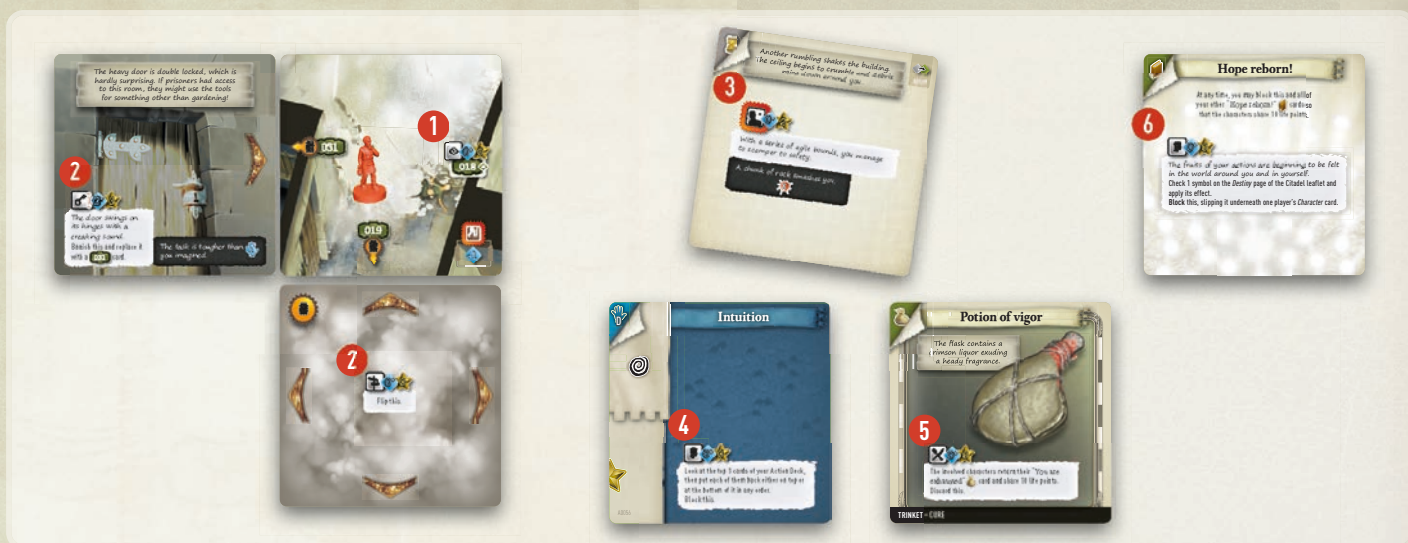 The heavy door is double locked, which is
hardly surprising. If prisoners had access
to this room, they might use the tools
for something other than gardening!
2
The door swings on
its hinges with a
creaking sound.
Banish this and replace it
with a card.
The task is tougher than
you imagined.
1
051
018
019
2
Flip this.
3
Another rumbling shakes the building.
The ceiling begins to crumble and debris
rains down around you.
With a series of agile bounds, you manage
to scamper to safety.
A chunk of rock smashes you.
Intuition
4
Look at the top 3 cards of your Action Deck,
then put each of them back either on top or
at the bottom of it in any order.
Block this.
Potion of vigor
The flask contains a
crimson liquor exuding
a heady fragrance.
5
The involved characters return their "You are
exhausted" card and share 10 life points.
Discard this.
TRINKET - CURE
Hope reborn!
At any time, you may block this and all of
your other "Hope reborn!" cards so
that the characters share 10 life points.
6
The fruits of your actions are beginning to be felt
in the world around you and in yourself.
Check 1 symbol on the Destiny page of the Citadel leaflet and
apply its effect.
Block this, slipping it underneath one player's Character card.